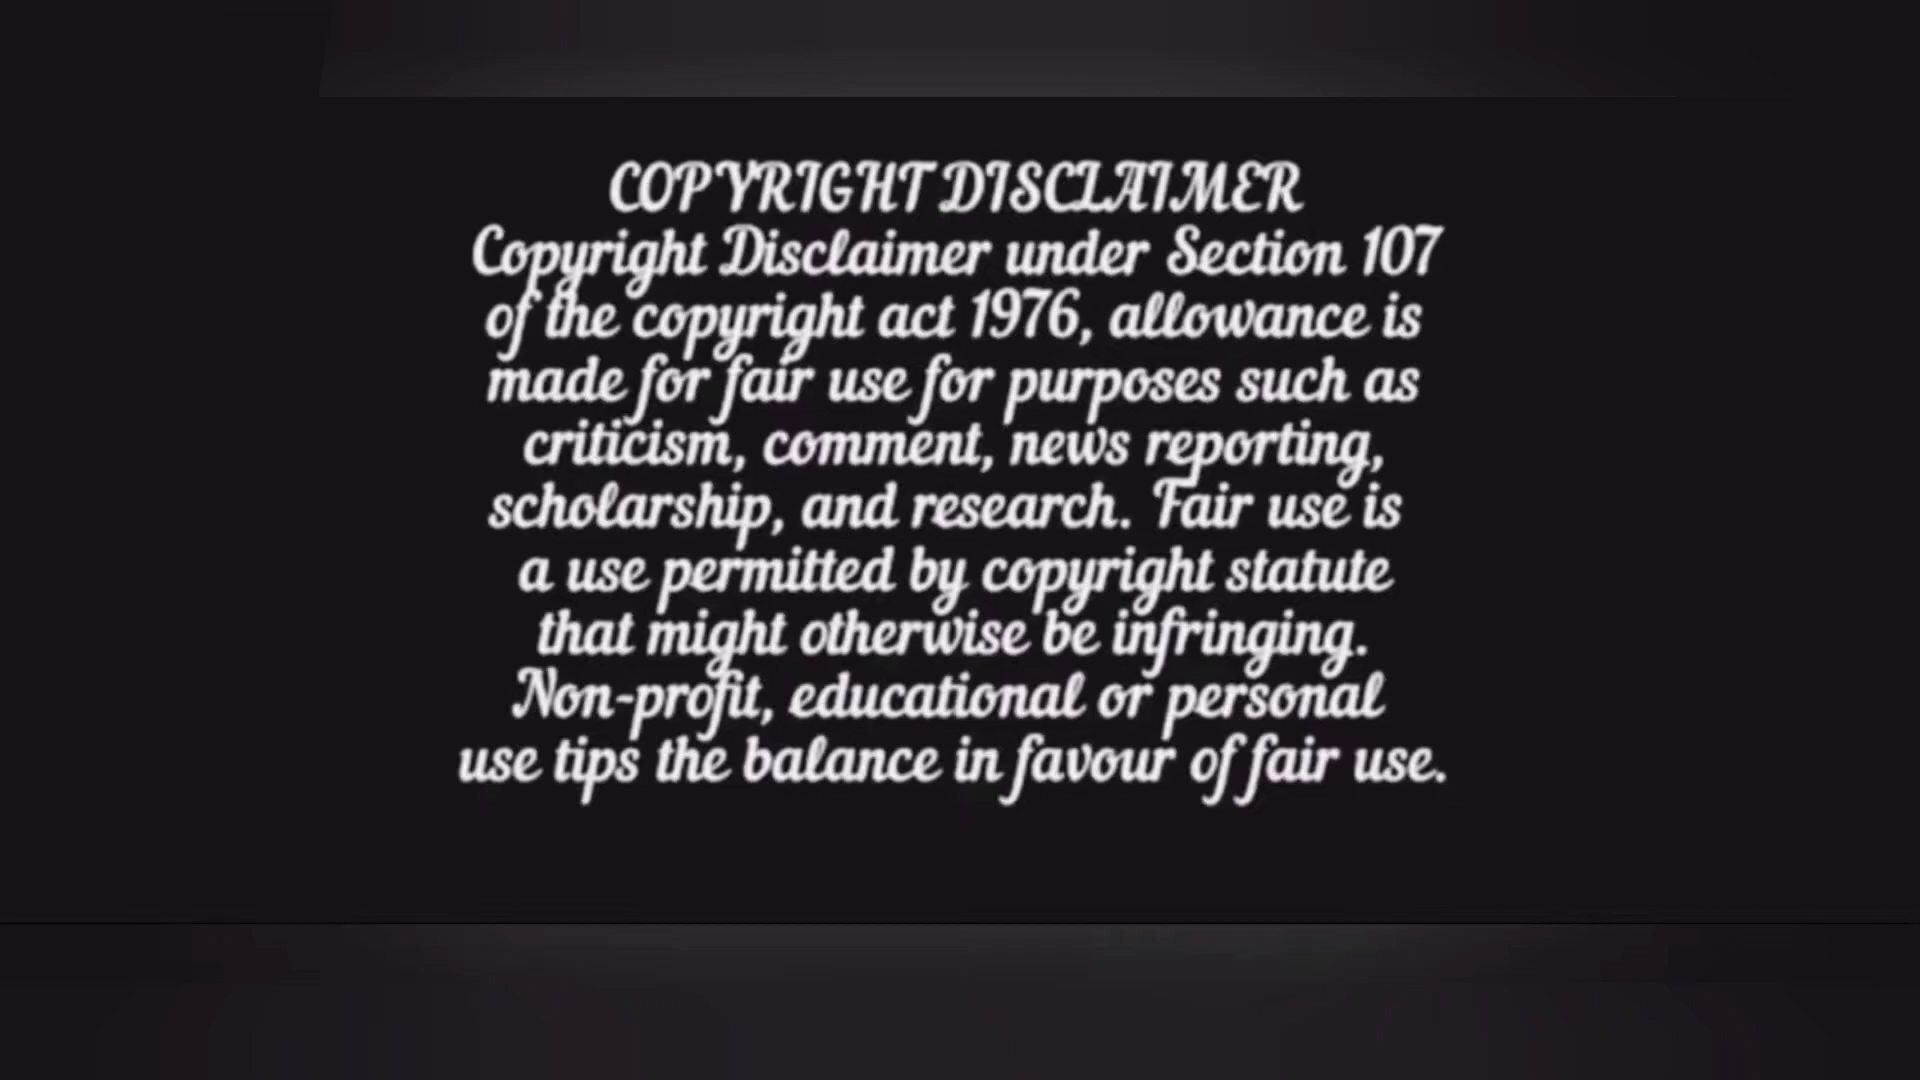 COPYRIGHT DISCLAIMER
Copyright Disclaimer under Section 107
of the copyright act 1976, allowance is
made for fair use for purposes such as
criticism, comment, news reporting,
scholarship, and research. Fair use is
a use permitted by copyright statute
that might otherwise be infringing.
Non-profit, educational or personal
use tips the balance in favour of fair use.